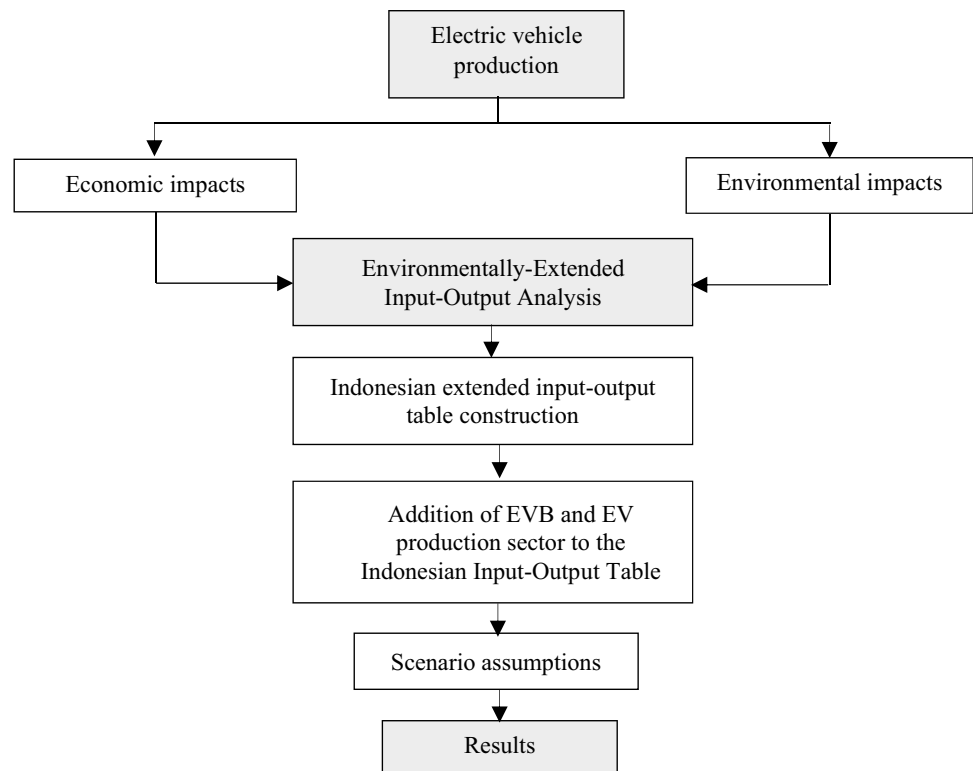 Electric vehicle
production
Economic impacts
Environmental impacts
Environmentally-Extended
Input-Output Analysis
Indonesian extended input-output
table construction
Addition of EVB and EV
production sector to the
Indonesian Input-Output Table
Scenario assumptions
Results